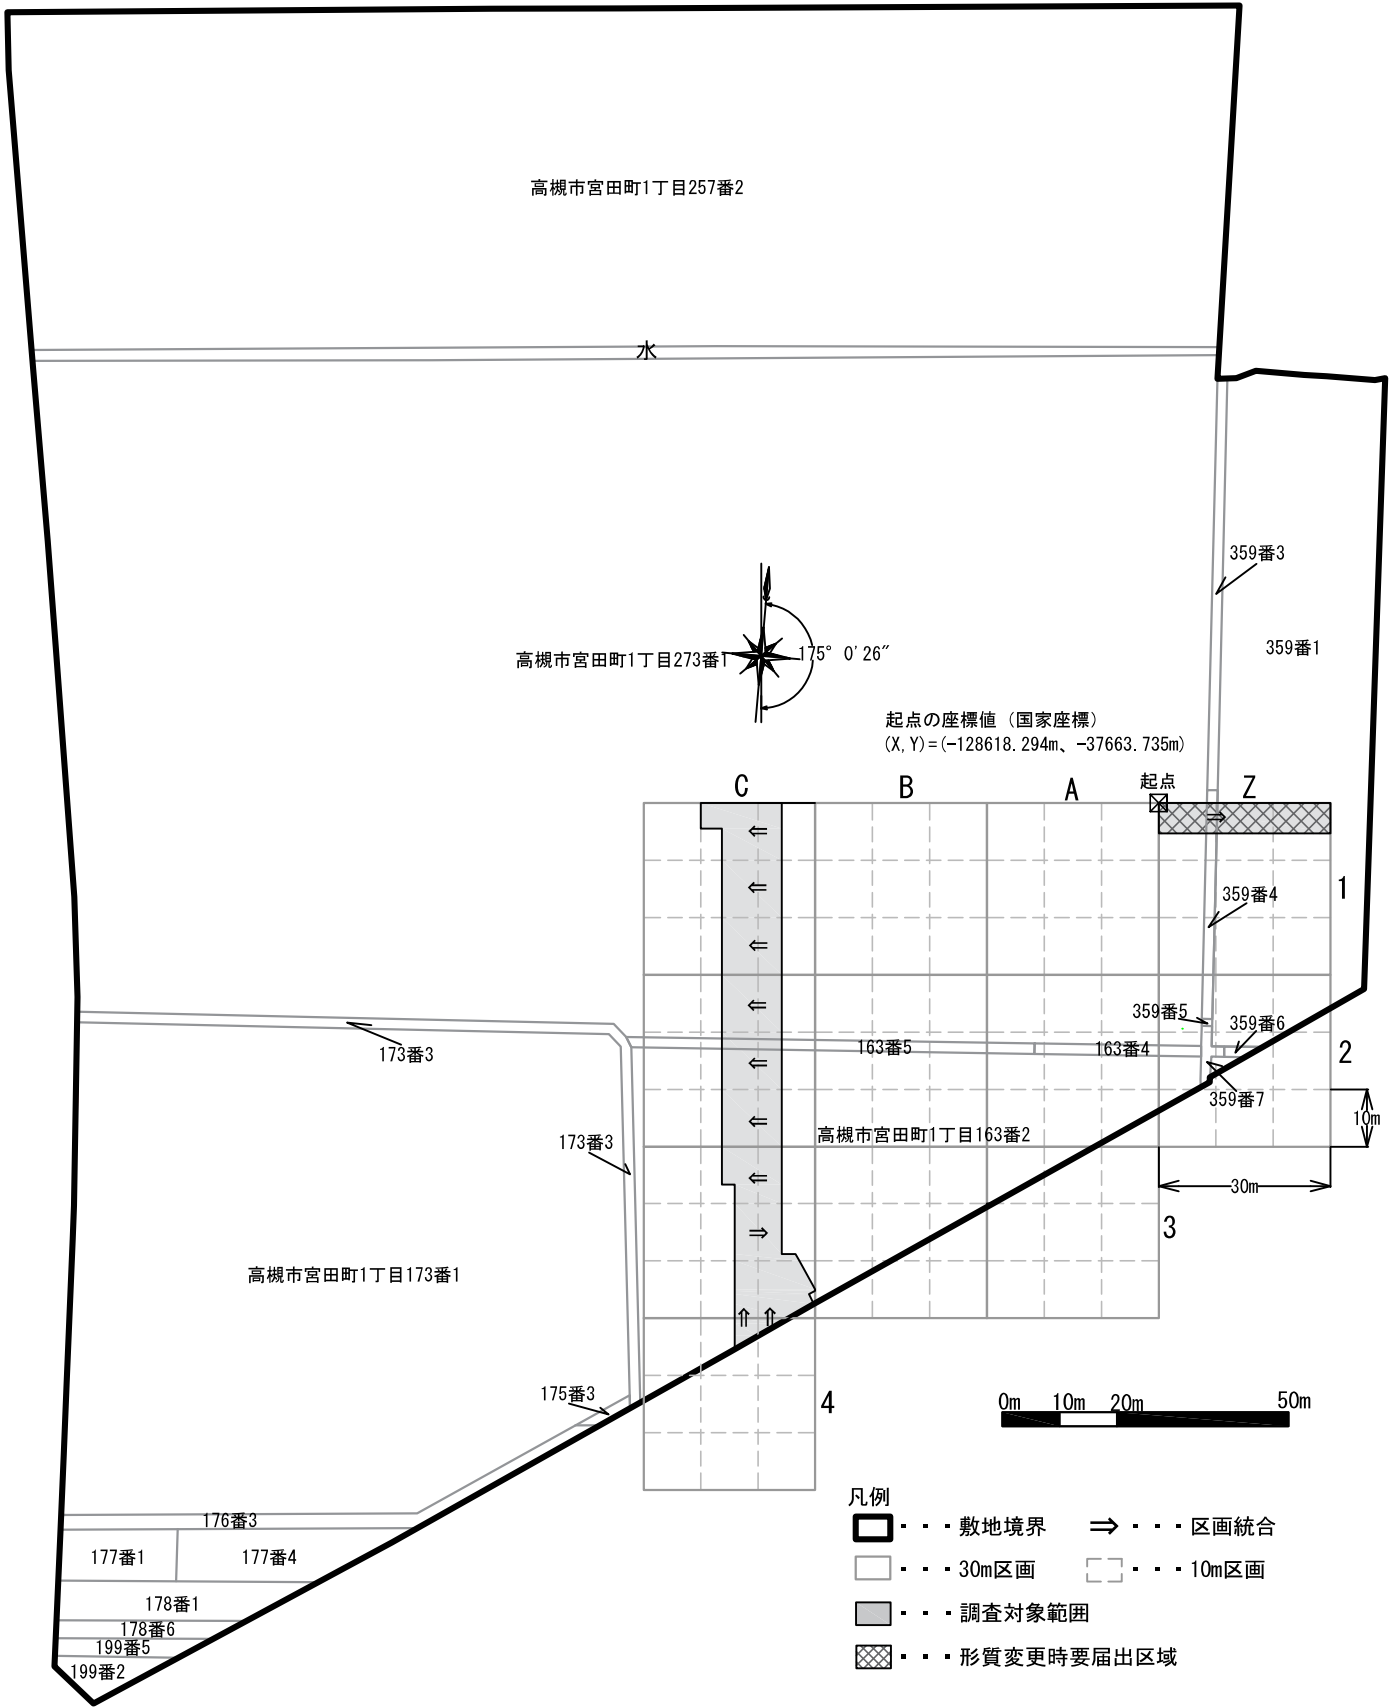 高槻市宮田町1丁目257番2
水
359番3
高槻市宮田町1丁目273番1
175° 0′26″
359番1
起点の座標値（国家座標）
(X,Y)=(-128618.294m、-37663.735m)
起点
C
B
A
Z
1
359番4
359番5
359番6
173番3
163番5
163番4
2
359番7
10m
高槻市宮田町1丁目163番2
173番3
30m
3
高槻市宮田町1丁目173番1
175番3
4
0m
10m
20m
50m
凡例
・・・敷地境界
⇒・・・区画統合
・・・30m区画
・・・10m区画
・・・調査対象範囲
・・・形質変更時要届出区域
176番3
177番1
177番4
178番1
178番6
199番5
199番2